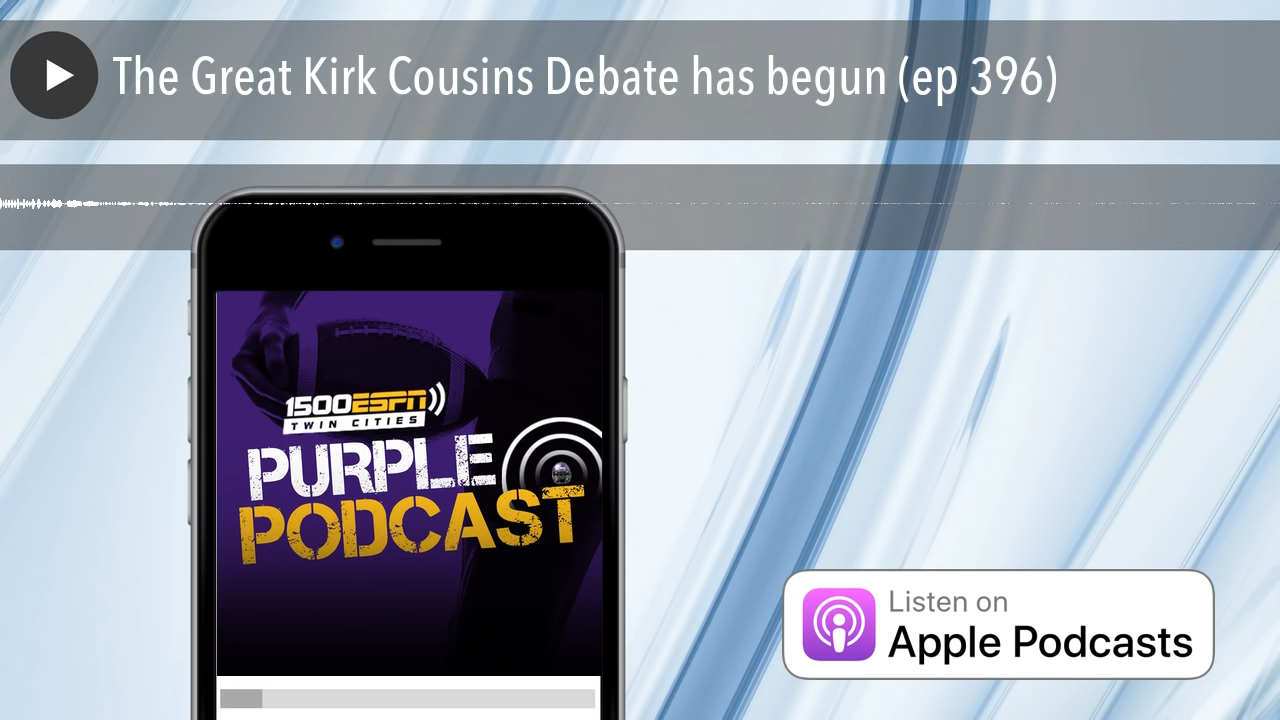 The Great Kirk Cousins Debate has begun (ep 396)
1500ESPN
TWIN CITIES
PURPLE
PODCAST
Listen on
Apple Podcasts